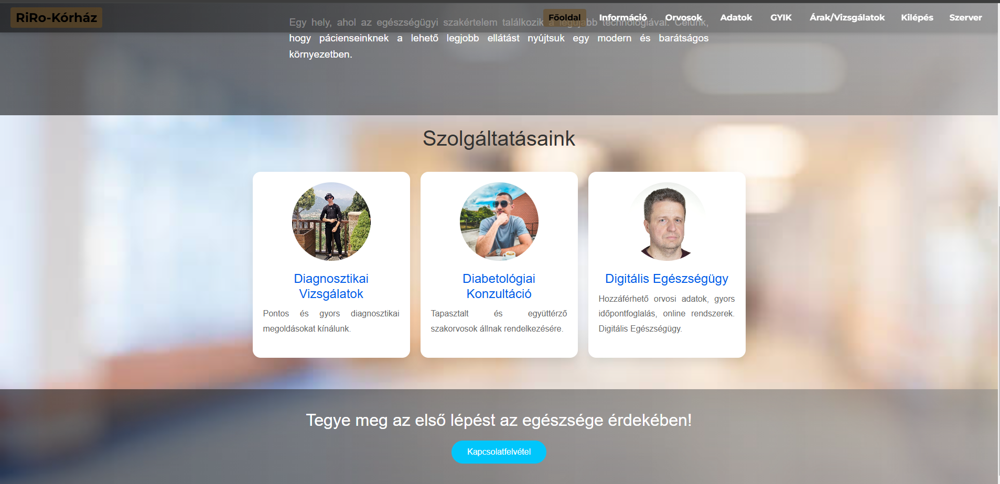 RiRo-Kórház
Főoldal Információ Orvosok Adatok GYIK Árak/Vizsgálatok Kilépés Szerver
Egy hely, ahol az egészségügyi szakértelem találkozik a legújabb technológiával. Célunk,
hogy pácienseinknek a lehető legjobb ellátást nyújtsuk egy modern és barátságos
környezetben.
Szolgáltatásaink
Diagnosztikai
Vizsgálatok
Pontos és gyors diagnosztikai
megoldásokat kínálunk.
Diabetológiai
Konzultáció
Tapasztalt és együttérző
szakorvosok állnak rendelkezésére.
Digitális Egészségügy
Hozzáférhető orvosi adatok, gyors
időpontfoglalás, online rendszerek.
Digitális Egészségügy.
Tegye meg az első lépést az egészsége érdekében!
Kapcsolatfelvétel